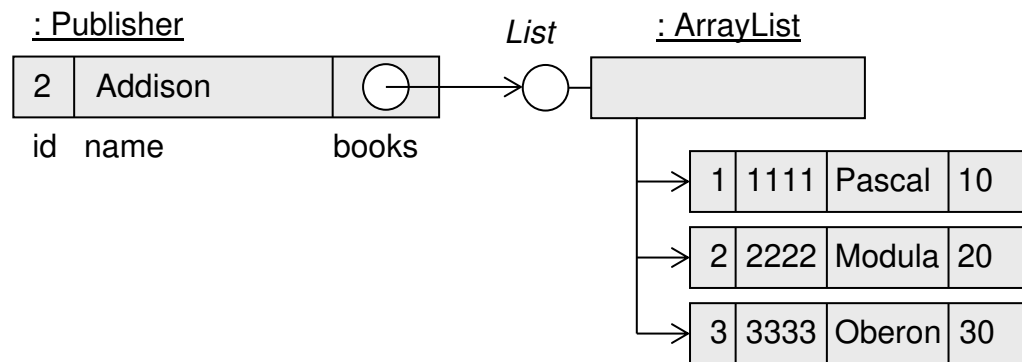 : Publisher
List
: ArrayList
2 Addison
id name books
1 1111 Pascal 10
2 2222 Modula 20
3 3333 Oberon 30